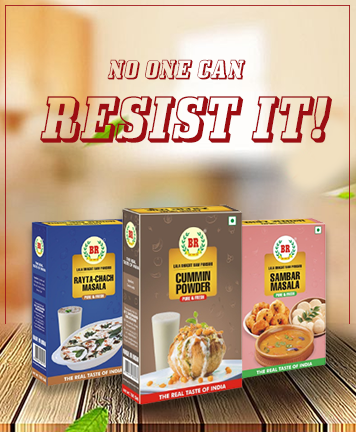 NO ONE CAN
RESIST IT!
BR
RAYTA-CHACH
MASALA
PURE & FRESH
THE REAL TASTE OF INDIA
BR
CUMMIN
POWDER
PURE & FRESH
THE REAL TASTE OF INDIA
BR
SAMBAR
MASALA
PURE & FRESH
THE REAL TASTE OF INDIA